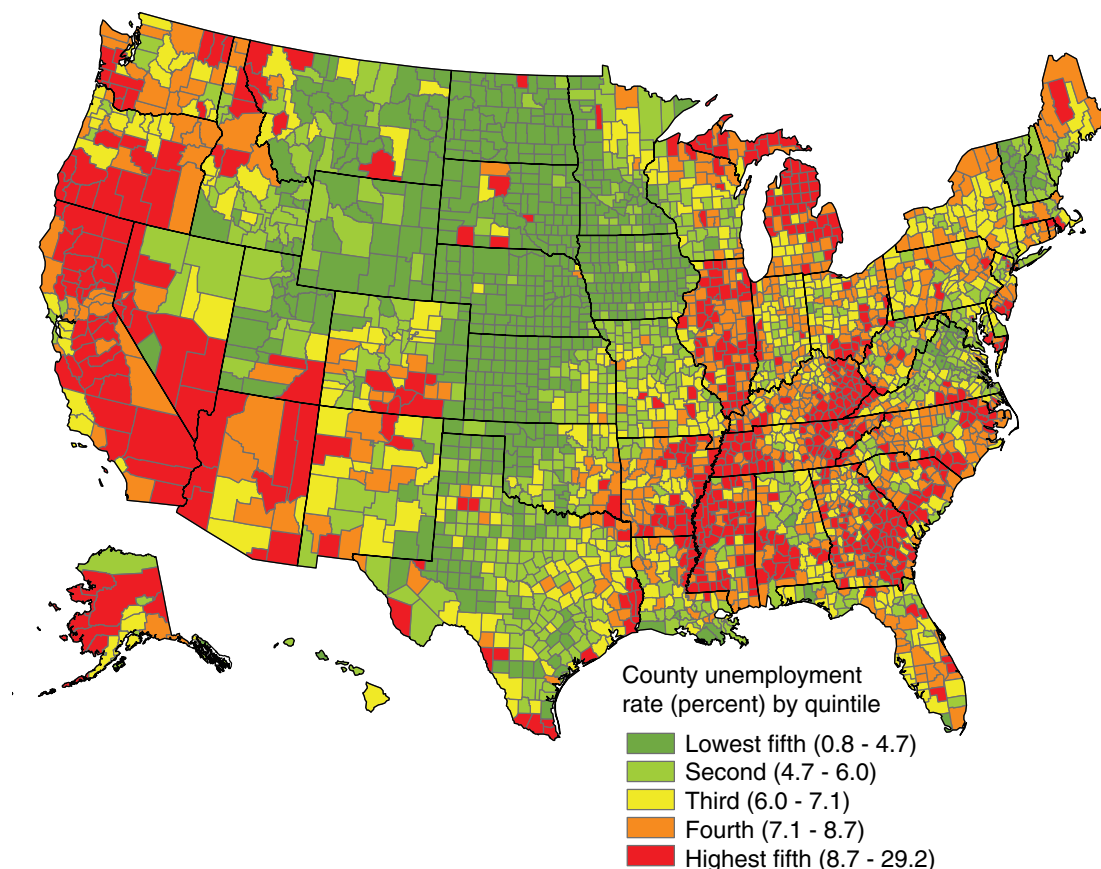 County unemployment
rate (percent) by quintile
Lowest fifth (0.8 - 4.7)
Second (4.7 - 6.0)
Third (6.0 - 7.1)
Fourth (7.1 - 8.7)
Highest fifth (8.7 - 29.2)